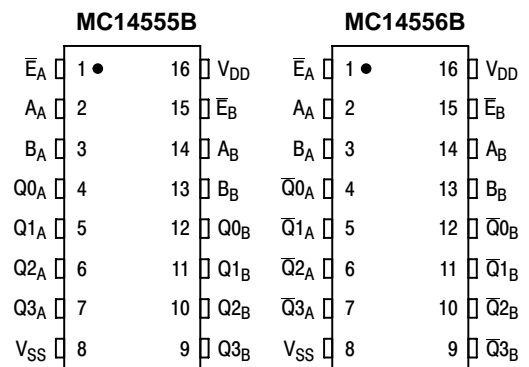 MC14555B
E̅A 1 16 VDD
AA 2 15 E̅B
BA 3 14 AB
Q0A 4 13 BB
Q1A 5 12 Q0B
Q2A 6 11 Q1B
Q3A 7 10 Q2B
VSS 8 9 Q3B
MC14556B
E̅A 1 16 VDD
AA 2 15 E̅B
BA 3 14 AB
Q̅0A 4 13 BB
Q̅1A 5 12 Q̅0B
Q̅2A 6 11 Q̅1B
Q̅3A 7 10 Q̅2B
VSS 8 9 Q̅3B